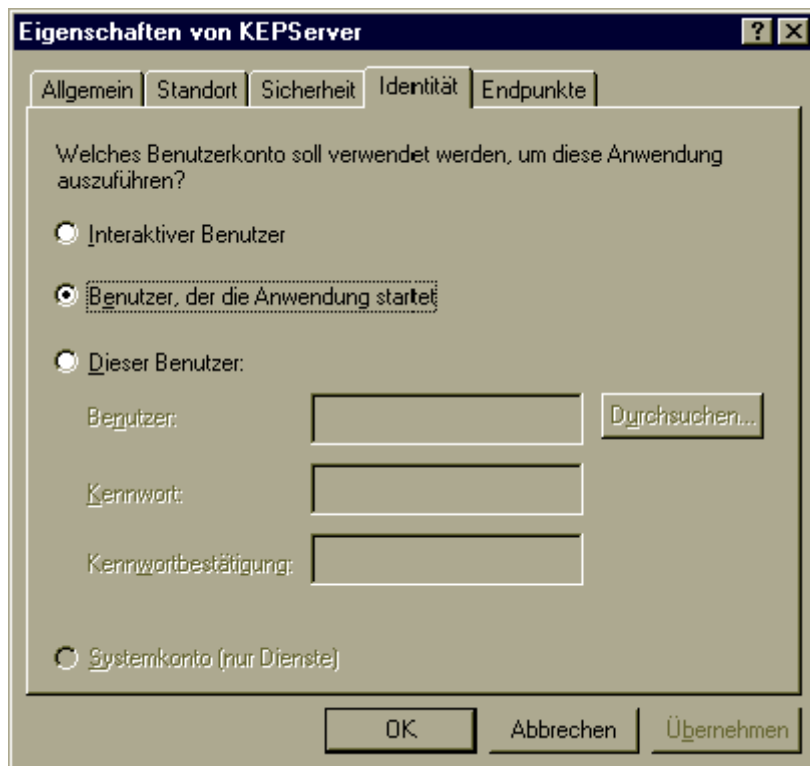 Eigenschaften von KEPServer
Allgemein Standort Sicherheit Identität Endpunkte
Welches Benutzerkonto soll verwendet werden, um diese Anwendung
auszuführen?
Interaktiver Benutzer
Benutzer, der die Anwendung startet
Dieser Benutzer:
Benutzer:
Durchsuchen...
Kennwort:
Kennwortbestätigung:
Systemkonto (nur Dienste)
OK Abbrechen Übernehmen